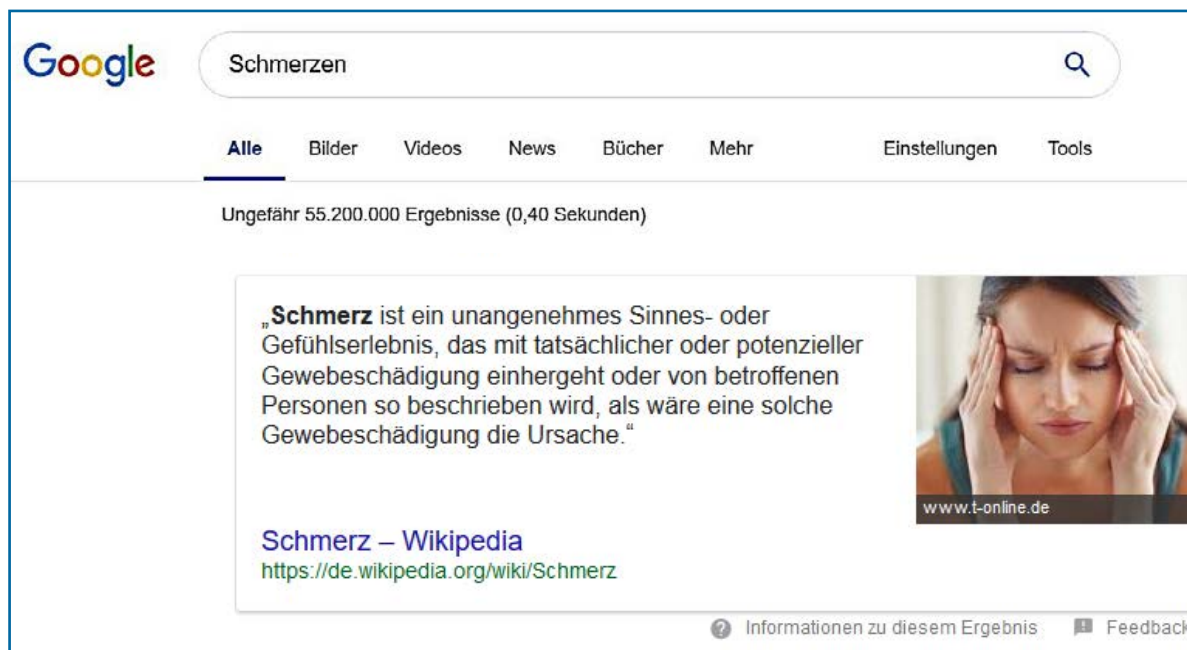 Google
Schmerzen
Alle Bilder Videos News Bücher Mehr Einstellungen Tools
Ungefähr 55.200.000 Ergebnisse (0,40 Sekunden)
„Schmerz ist ein unangenehmes Sinnes- oder
Gefühlserlebnis, das mit tatsächlicher oder potenzieller
Gewebeschädigung einhergeht oder von betroffenen
Personen so beschrieben wird, als wäre eine solche
Gewebeschädigung die Ursache.“
www.t-online.de
Schmerz – Wikipedia
https://de.wikipedia.org/wiki/Schmerz
Informationen zu diesem Ergebnis Feedback